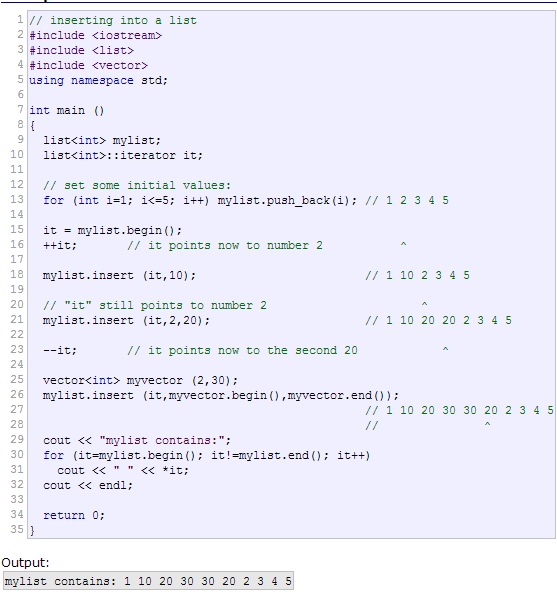 1 // inserting into a list
2 #include <iostream>
3 #include <list>
4 #include <vector>
5 using namespace std;
6
7 int main ()
8 {
9   list<int> mylist;
10   list<int>::iterator it;
11
12   // set some initial values:
13   for (int i=1; i<=5; i++) mylist.push_back(i); // 1 2 3 4 5
14
15   it = mylist.begin();
16   ++it;       // it points now to number 2           ^
17
18   mylist.insert (it,10);                        // 1 10 2 3 4 5
19
20   // "it" still points to number 2                      ^
21   mylist.insert (it,2,20);                      // 1 10 20 20 2 3 4 5
22
23   --it;       // it points now to the second 20            ^
24
25   vector<int> myvector (2,30);
26   mylist.insert (it,myvector.begin(),myvector.end());
27                                                 // 1 10 20 30 30 20 2 3 4 5
28                                                 //               ^
29   cout << "mylist contains:";
30   for (it=mylist.begin(); it!=mylist.end(); it++)
31     cout << " " << *it;
32   cout << endl;
33
34   return 0;
35 }
Output:
mylist contains: 1 10 20 30 30 20 2 3 4 5